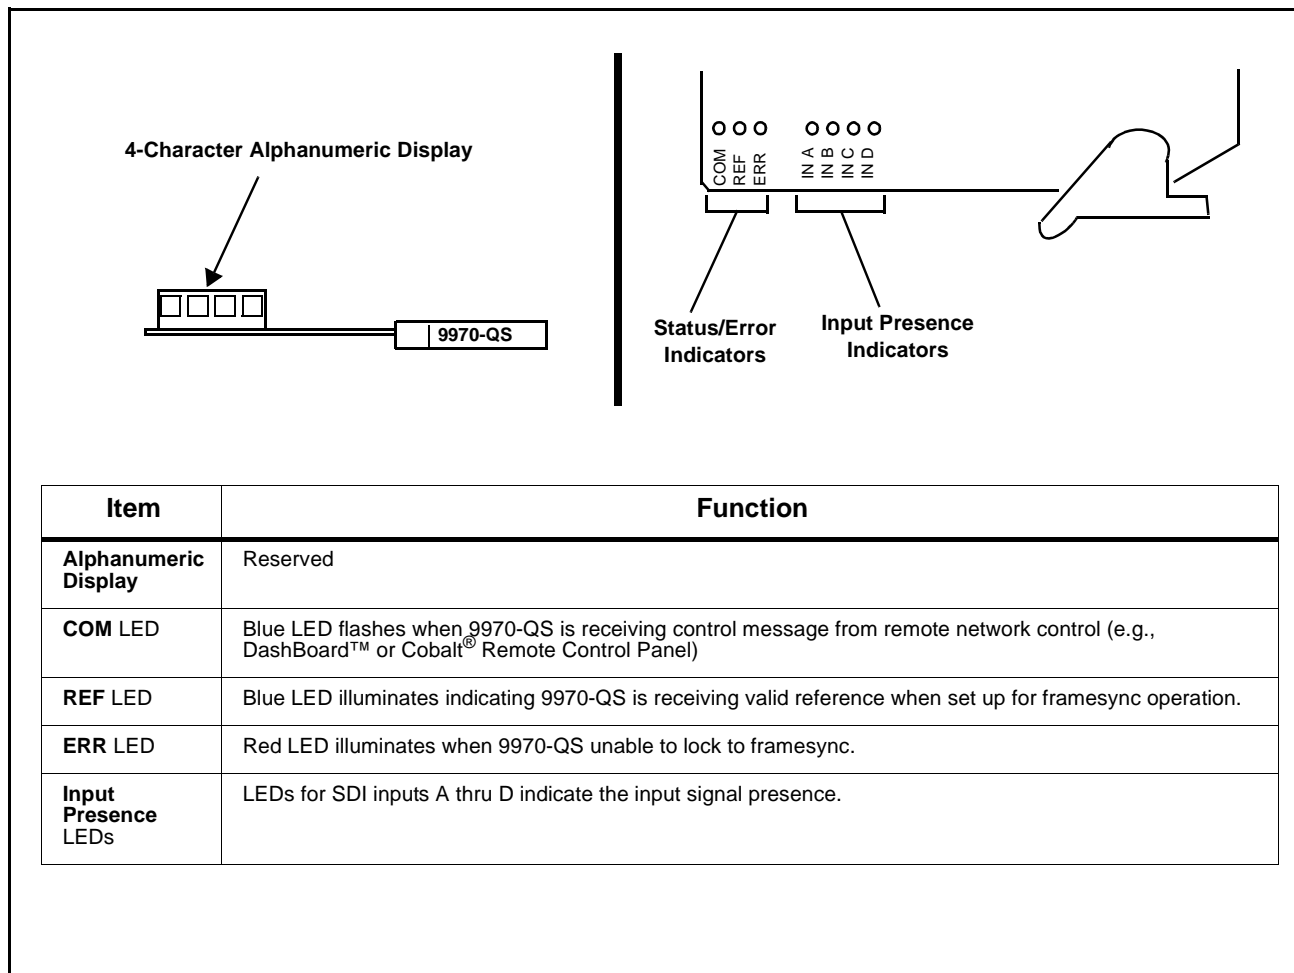 4-Character Alphanumeric Display
9970-QS
COM
REF
ERR
IN A
IN B
IN C
IN D
Status/Error
Indicators
Input Presence
Indicators
Item
Function
Alphanumeric
Display
Reserved
COM LED
Blue LED flashes when 9970-QS is receiving control message from remote network control (e.g.,
DashBoard™ or Cobalt® Remote Control Panel)
REF LED
Blue LED illuminates indicating 9970-QS is receiving valid reference when set up for framesync operation.
ERR LED
Red LED illuminates when 9970-QS unable to lock to framesync.
Input
Presence
LEDs
LEDs for SDI inputs A thru D indicate the input signal presence.